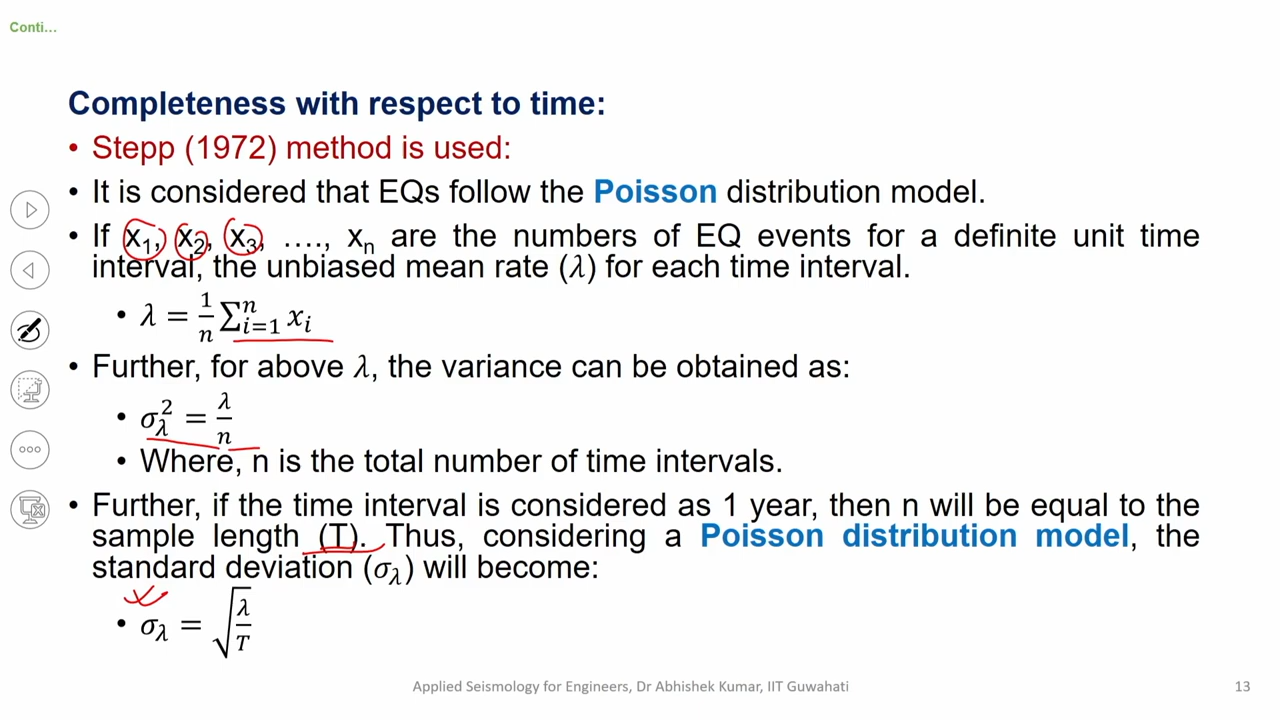 Conti...
Completeness with respect to time:
• Stepp (1972) method is used:
• It is considered that EQs follow the Poisson distribution model.
• If x₁, x₂, x₃, …., xₙ are the numbers of EQ events for a definite unit time
interval, the unbiased mean rate (λ) for each time interval.
• λ = 1/n ∑ᵢ₌₁ⁿ xᵢ
• Further, for above λ, the variance can be obtained as:
• σ_λ² = λ/n
• Where, n is the total number of time intervals.
• Further, if the time interval is considered as 1 year, then n will be equal to the
sample length (T). Thus, considering a Poisson distribution model, the
standard deviation (σ_λ) will become:
• σ_λ = √(λ/T)
Applied Seismology for Engineers, Dr Abhishek Kumar, IIT Guwahati
13